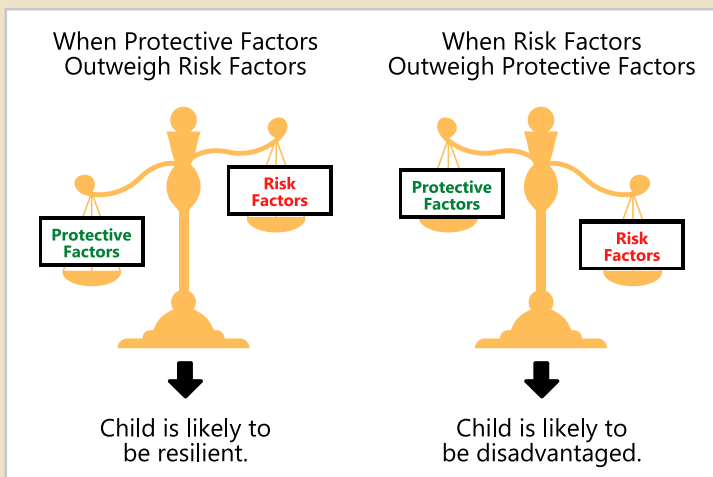 When Protective Factors
Outweigh Risk Factors
Protective
Factors
Risk
Factors
Child is likely to
be resilient.
When Risk Factors
Outweigh Protective Factors
Protective
Factors
Risk
Factors
Child is likely to
be disadvantaged.